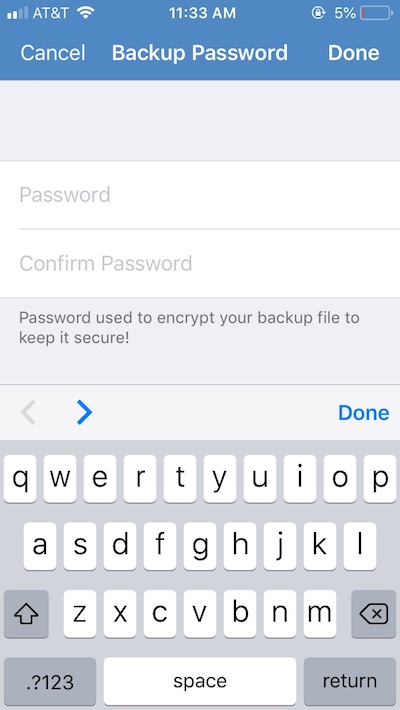 AT&T 11:33 AM 5%
Cancel Backup Password Done
Password
Confirm Password
Password used to encrypt your backup file to
keep it secure!
Done
q w e r t y u i o p
a s d f g h j k l
z x c v b n m
.?123 space return